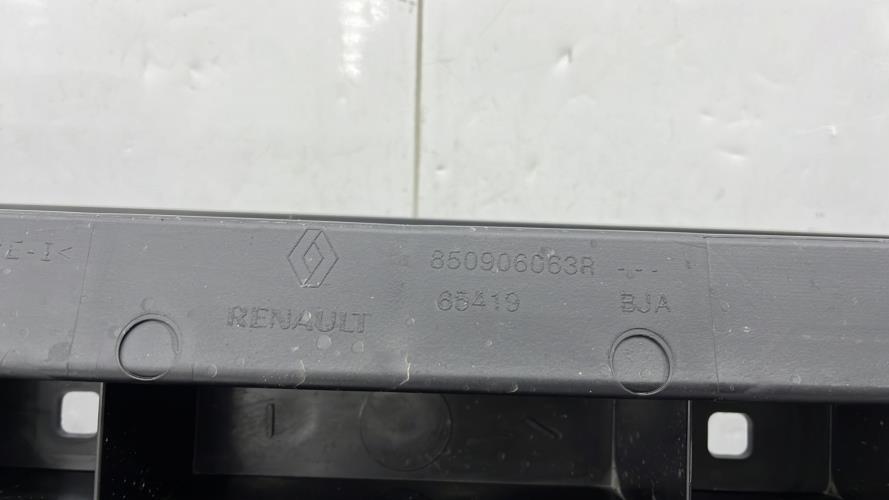 E-I<
850906063R ---
RENAULT
65419 BJA